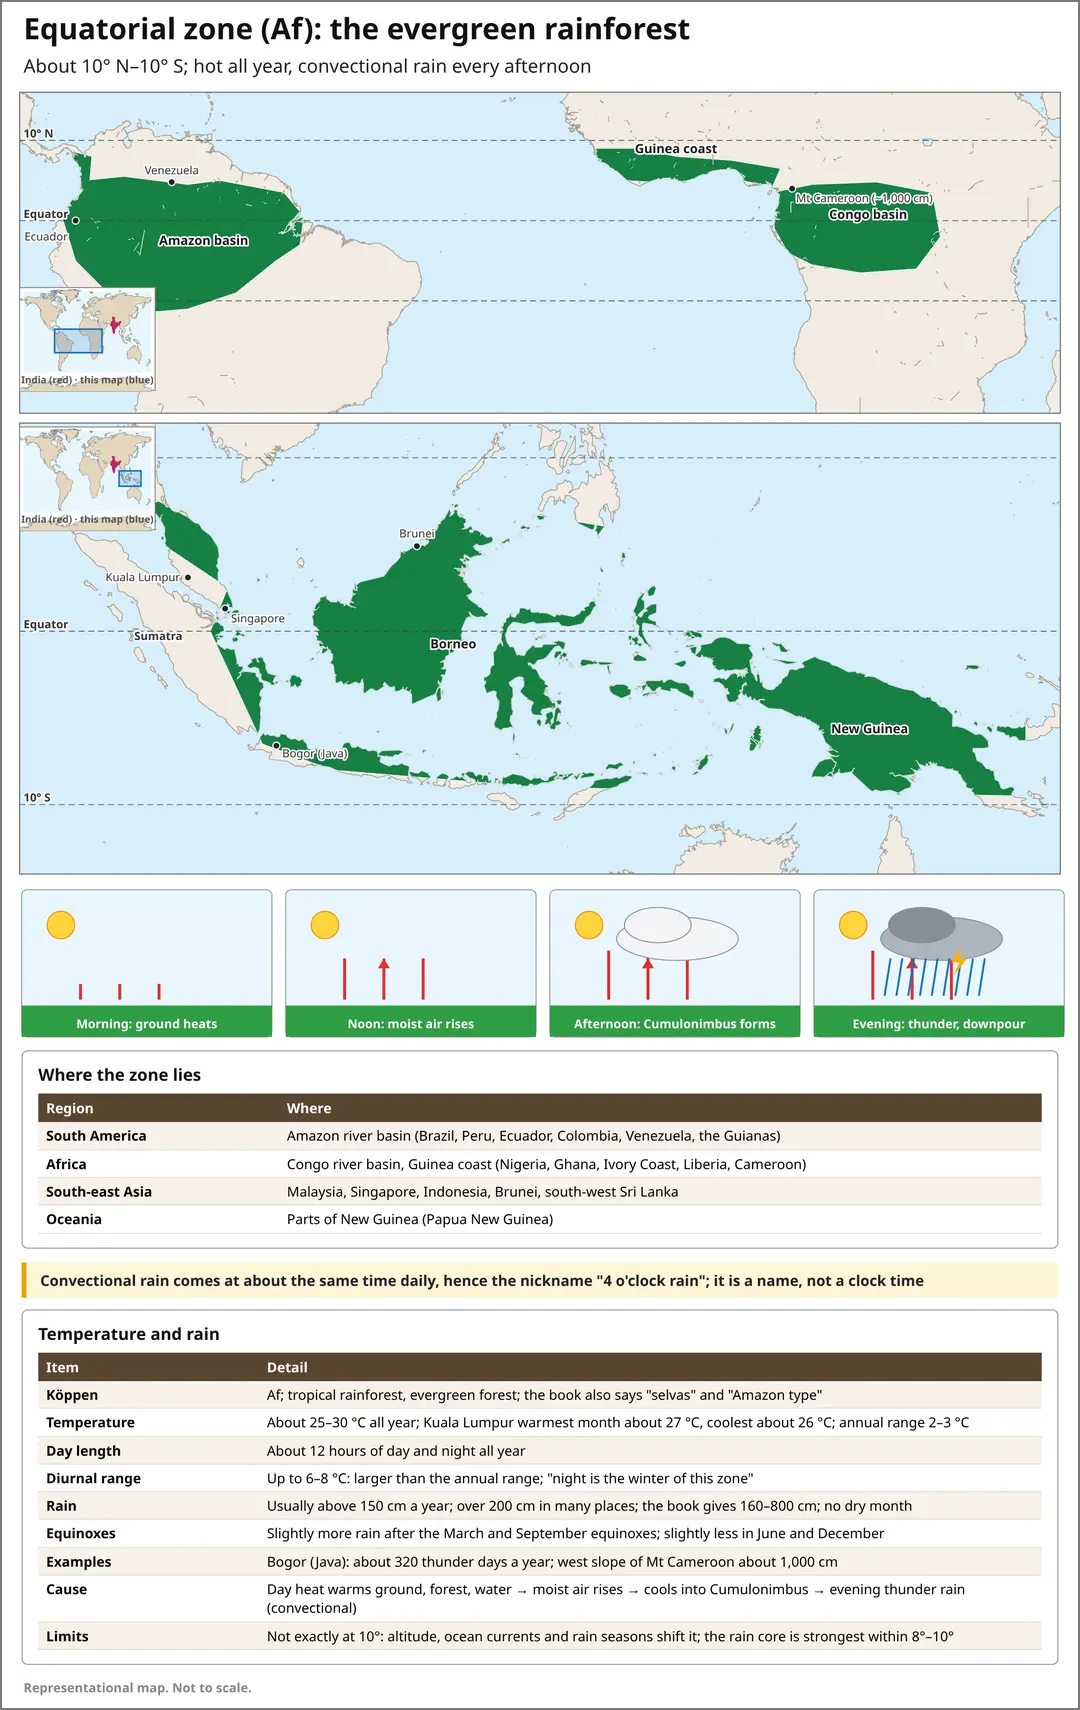 Equatorial zone (Af): the evergreen rainforest
About 10° N–10° S; hot all year, convectional rain every afternoon
10° N
Guinea coast
Venezuela
Mt Cameroon (~1,000 cm)
Equator
Congo basin
Ecuador
Amazon basin
India (red) · this map (blue)
India (red) · this map (blue)
Brunei
Kuala Lumpur
Singapore
Equator
Sumatra
Borneo
New Guinea
Bogor (Java)
10° S
Morning: ground heats
Noon: moist air rises
Afternoon: Cumulonimbus forms
Evening: thunder, downpour
Where the zone lies
Region Where
South America Amazon river basin (Brazil, Peru, Ecuador, Colombia, Venezuela, the Guianas)
Africa Congo river basin, Guinea coast (Nigeria, Ghana, Ivory Coast, Liberia, Cameroon)
South-east Asia Malaysia, Singapore, Indonesia, Brunei, south-west Sri Lanka
Oceania Parts of New Guinea (Papua New Guinea)
Convectional rain comes at about the same time daily, hence the nickname "4 o'clock rain"; it is a name, not a clock time
Temperature and rain
Item Detail
Köppen Af; tropical rainforest, evergreen forest; the book also says "selvas" and "Amazon type"
Temperature About 25–30 °C all year; Kuala Lumpur warmest month about 27 °C, coolest about 26 °C; annual range 2–3 °C
Day length About 12 hours of day and night all year
Diurnal range Up to 6–8 °C: larger than the annual range; "night is the winter of this zone"
Rain Usually above 150 cm a year; over 200 cm in many places; the book gives 160–800 cm; no dry month
Equinoxes Slightly more rain after the March and September equinoxes; slightly less in June and December
Examples Bogor (Java): about 320 thunder days a year; west slope of Mt Cameroon about 1,000 cm
Cause Day heat warms ground, forest, water → moist air rises → cools into Cumulonimbus → evening thunder rain
(convectional)
Limits Not exactly at 10°: altitude, ocean currents and rain seasons shift it; the rain core is strongest within 8°–10°
Representational map. Not to scale.